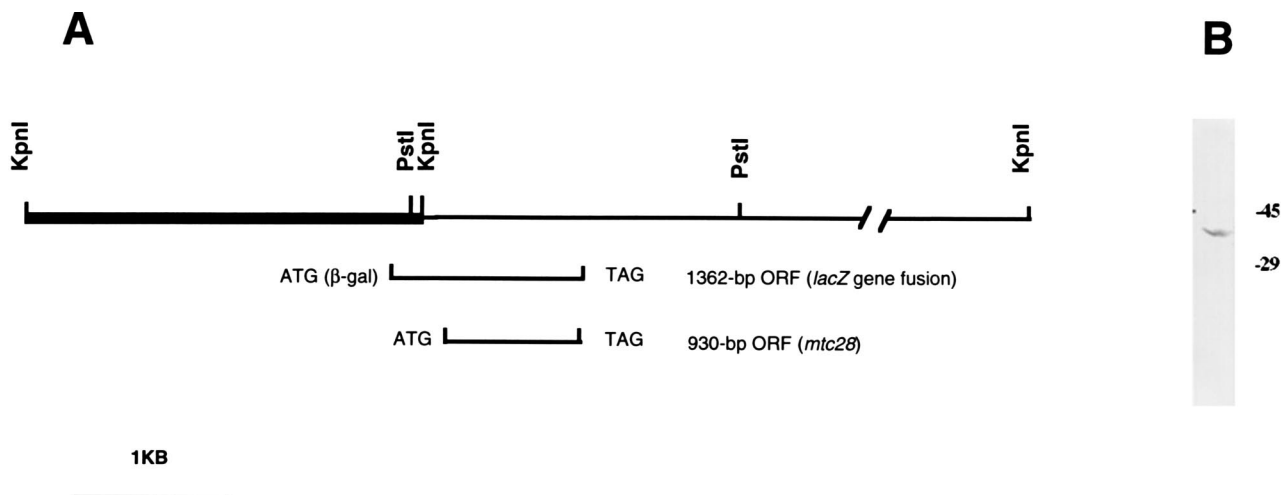 A
B
KpnI
PstI
KpnI
PstI
KpnI
-45
-29
ATG (β-gal) TAG 1362-bp ORF (lacZ gene fusion)
ATG TAG 930-bp ORF (mtc28)
1KB